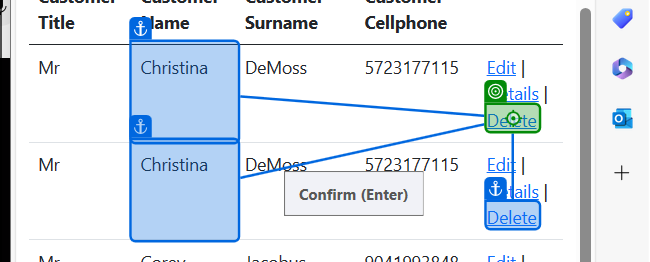 Customer Customer Customer Customer
Title Name Surname Cellphone
Mr Christina DeMoss 5723177115 Edit |
Details |
Delete
Mr Christina DeMoss 5723177115 Edit |
Details |
Confirm (Enter)
Delete
Mr Corey Jacobus Edit |